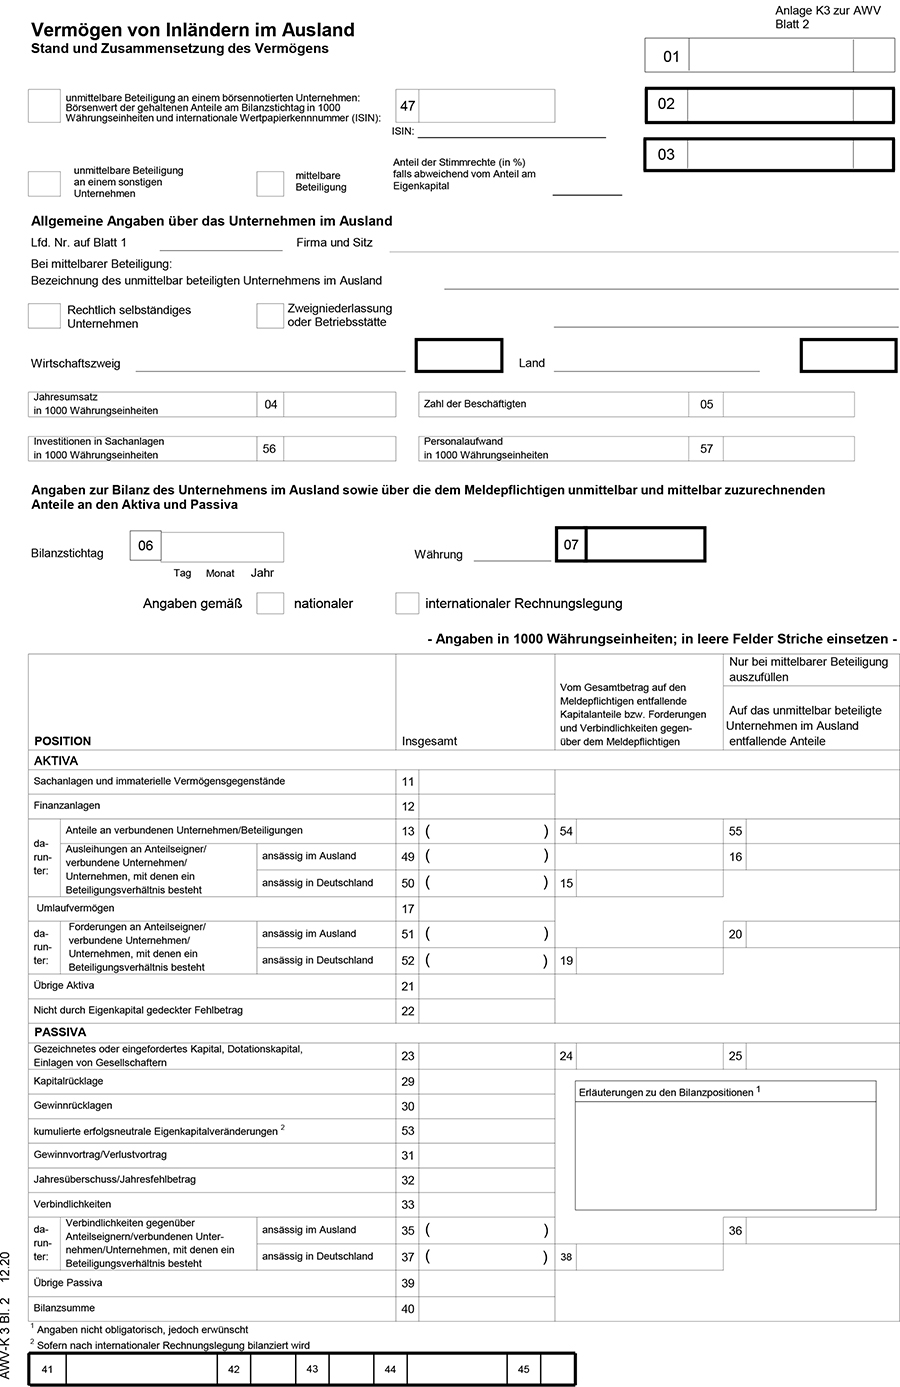 Anlage K3 zur AWV
Blatt 2
Vermögen von Inländern im Ausland
Stand und Zusammensetzung des Vermögens
01
unmittelbare Beteiligung an einem börsennotierten Unternehmen:
Börsenwert der gehaltenen Anteile am Bilanzstichtag in 1000
Währungseinheiten und internationale Wertpapierkennnummer (ISIN):
47
02
ISIN:
03
unmittelbare Beteiligung
an einem sonstigen
Unternehmen
mittelbare
Beteiligung
Anteil der Stimmrechte (in %)
falls abweichend vom Anteil am
Eigenkapital
Allgemeine Angaben über das Unternehmen im Ausland
Lfd. Nr. auf Blatt 1
Firma und Sitz
Bei mittelbarer Beteiligung:
Bezeichnung des unmittelbar beteiligten Unternehmens im Ausland
Rechtlich selbständiges
Unternehmen
Zweigniederlassung
oder Betriebsstätte
Wirtschaftszweig
Land
Jahresumsatz
in 1000 Währungseinheiten
04
Zahl der Beschäftigten
05
Investitionen in Sachanlagen
in 1000 Währungseinheiten
56
Personalaufwand
in 1000 Währungseinheiten
57
Angaben zur Bilanz des Unternehmens im Ausland sowie über die dem Meldepflichtigen unmittelbar und mittelbar zuzurechnenden
Anteile an den Aktiva und Passiva
Bilanzstichtag
06
Tag Monat Jahr
Währung
07
Angaben gemäß
nationaler
internationaler Rechnungslegung
- Angaben in 1000 Währungseinheiten; in leere Felder Striche einsetzen -
POSITION
Insgesamt
Vom Gesamtbetrag auf den
Meldepflichtigen entfallende
Kapitalanteile bzw. Forderungen
und Verbindlichkeiten gegen-
über dem Meldepflichtigen
Nur bei mittelbarer Beteiligung
auszufüllen
Auf das unmittelbar beteiligte
Unternehmen im Ausland
entfallende Anteile
AKTIVA
Sachanlagen und immaterielle Vermögensgegenstände 11
Finanzanlagen 12
da-
run-
ter:
Anteile an verbundenen Unternehmen/Beteiligungen 13 ( ) 54 55
Ausleihungen an Anteilseigner/
verbundene Unternehmen/
Unternehmen, mit denen ein
Beteiligungsverhältnis besteht
ansässig im Ausland 49 ( ) 16
ansässig in Deutschland 50 ( ) 15
Umlaufvermögen 17
da-
run-
ter:
Forderungen an Anteilseigner/
verbundene Unternehmen/
Unternehmen, mit denen ein
Beteiligungsverhältnis besteht
ansässig im Ausland 51 ( ) 20
ansässig in Deutschland 52 ( ) 19
Übrige Aktiva 21
Nicht durch Eigenkapital gedeckter Fehlbetrag 22
PASSIVA
Gezeichnetes oder eingefordertes Kapital, Dotationskapital,
Einlagen von Gesellschaftern
23 24 25
Kapitalrücklage 29
Gewinnrücklagen 30
kumulierte erfolgsneutrale Eigenkapitalveränderungen 2 53
Gewinnvortrag/Verlustvortrag 31
Jahresüberschuss/Jahresfehlbetrag 32
Verbindlichkeiten 33
Erläuterungen zu den Bilanzpositionen 1
da-
run-
ter:
Verbindlichkeiten gegenüber
Anteilseignern/verbundenen Unter-
nehmen/Unternehmen, mit denen ein
Beteiligungsverhältnis besteht
ansässig im Ausland 35 ( ) 36
ansässig in Deutschland 37 ( ) 38
Übrige Passiva 39
Bilanzsumme 40
1 Angaben nicht obligatorisch, jedoch erwünscht
2 Sofern nach internationaler Rechnungslegung bilanziert wird
41 42 43 44 45
AWV-K 3 Bl. 2 12.20